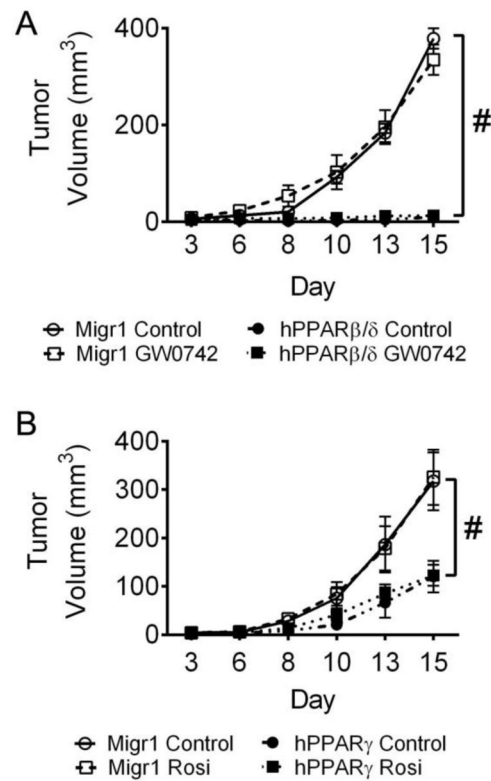 A
Tumor
Volume (mm³)
400
200
0
#
3 6 8 10 13 15
Day
Migr1 Control hPPARβ/δ Control
Migr1 GW0742 hPPARβ/δ GW0742
B
Tumor
Volume (mm³)
400
300
200
100
0
#
3 6 8 10 13 15
Day
Migr1 Control hPPARγ Control
Migr1 Rosi hPPARγ Rosi